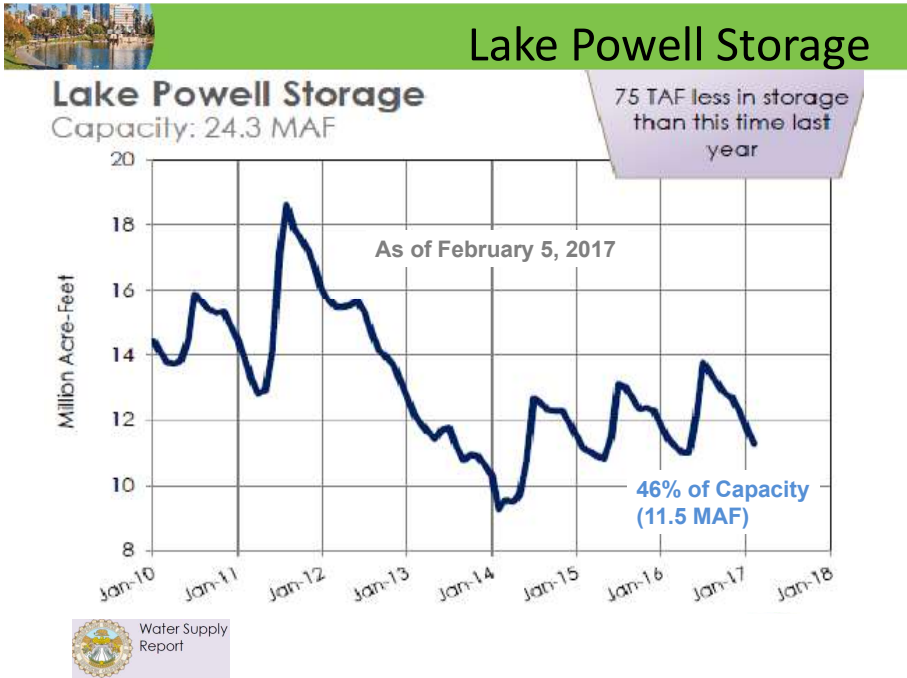 Lake Powell Storage
Lake Powell Storage
Capacity: 24.3 MAF
75 TAF less in storage
than this time last
year
20
18
16
14
12
10
8
Million Acre-Feet
As of February 5, 2017
46% of Capacity
(11.5 MAF)
Jan-10
Jan-11
Jan-12
Jan-13
Jan-14
Jan-15
Jan-16
Jan-17
Jan-18
Water Supply
Report